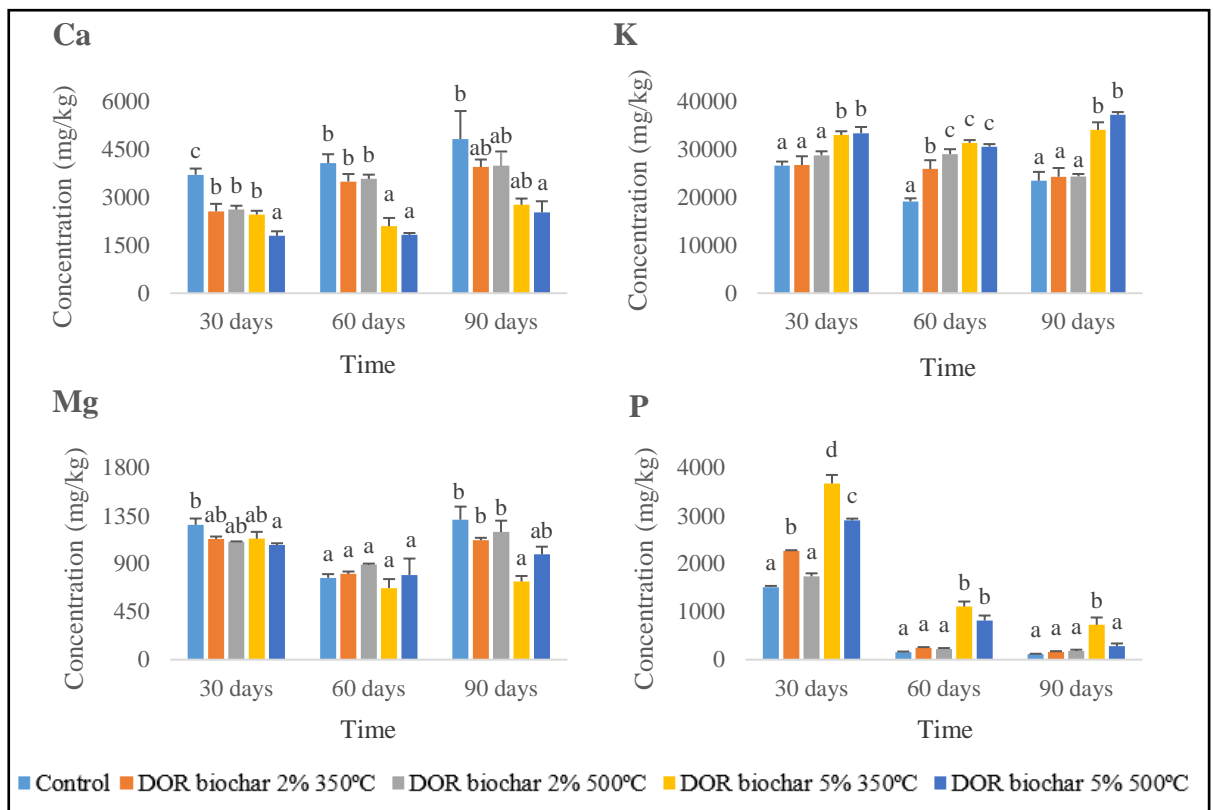 Ca
Concentration (mg/kg)
6000
4500
3000
1500
0
c b b b a
b b b a a
b ab ab ab a
30 days 60 days 90 days
Time
K
Concentration (mg/kg)
40000
30000
20000
10000
0
a a a b b
a b c c c
a a a b b
30 days 60 days 90 days
Time
Mg
Concentration (mg/kg)
1800
1350
900
450
0
b ab ab ab a
a a a a a
b b b a ab
30 days 60 days 90 days
Time
P
Concentration (mg/kg)
4000
3000
2000
1000
0
a b a d c
a a a b b
a a a b a
30 days 60 days 90 days
Time
Control DOR biochar 2% 350ºC DOR biochar 2% 500ºC DOR biochar 5% 350ºC DOR biochar 5% 500ºC